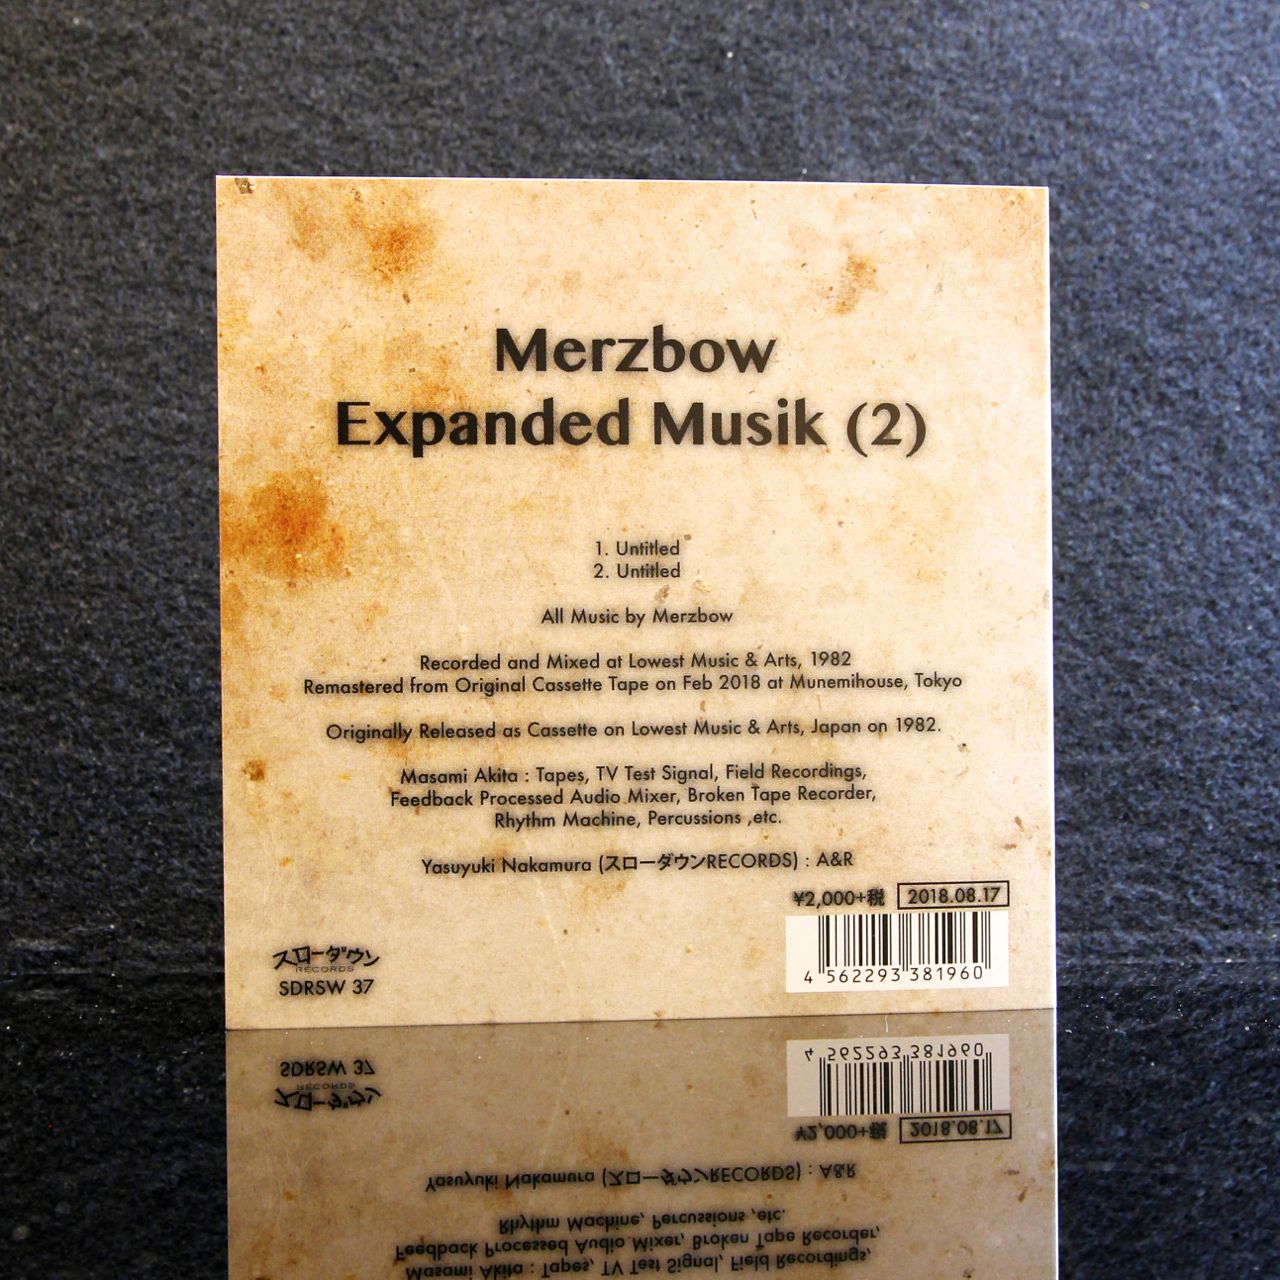 Merzbow
Expanded Musik (2)
1. Untitled
2. Untitled
All Music by Merzbow
Recorded and Mixed at Lowest Music & Arts, 1982
Remastered from Original Cassette Tape on Feb 2018 at Munemihouse, Tokyo
Originally Released as Cassette on Lowest Music & Arts, Japan on 1982.
Masami Akita : Tapes, TV Test Signal, Field Recordings,
Feedback Processed Audio Mixer, Broken Tape Recorder,
Rhythm Machine, Percussions ,etc.
Yasuyuki Nakamura (スローダウンRECORDS) : A&R
¥2,000+税 2018.08.17
4 562293 381960
スローダウン
RECORDS
SDRSW 37